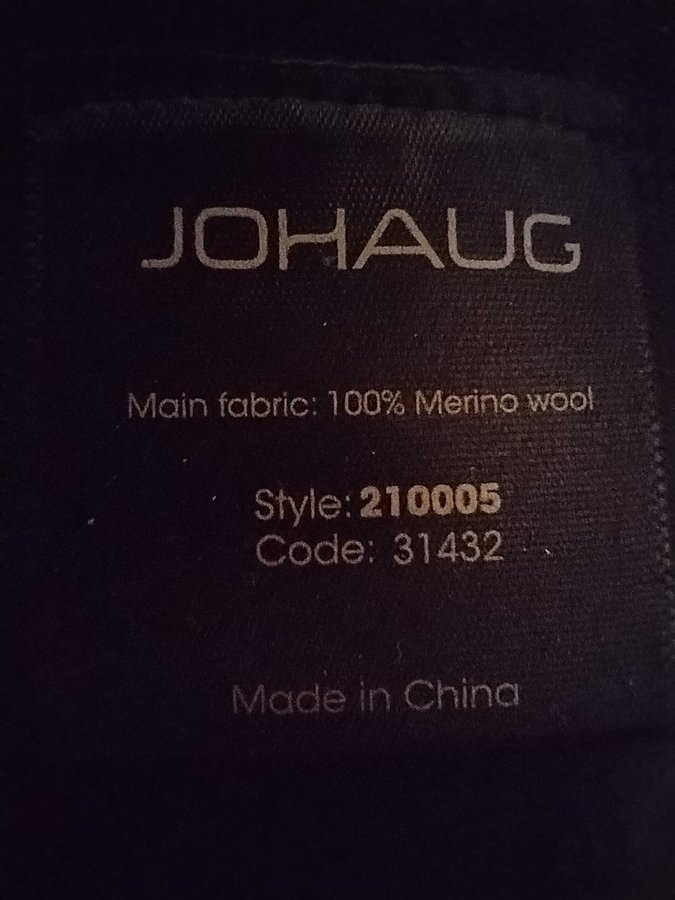 JOHAUG
Main fabric: 100% Merino wool
Style: 210005
Code: 31432
Made in China